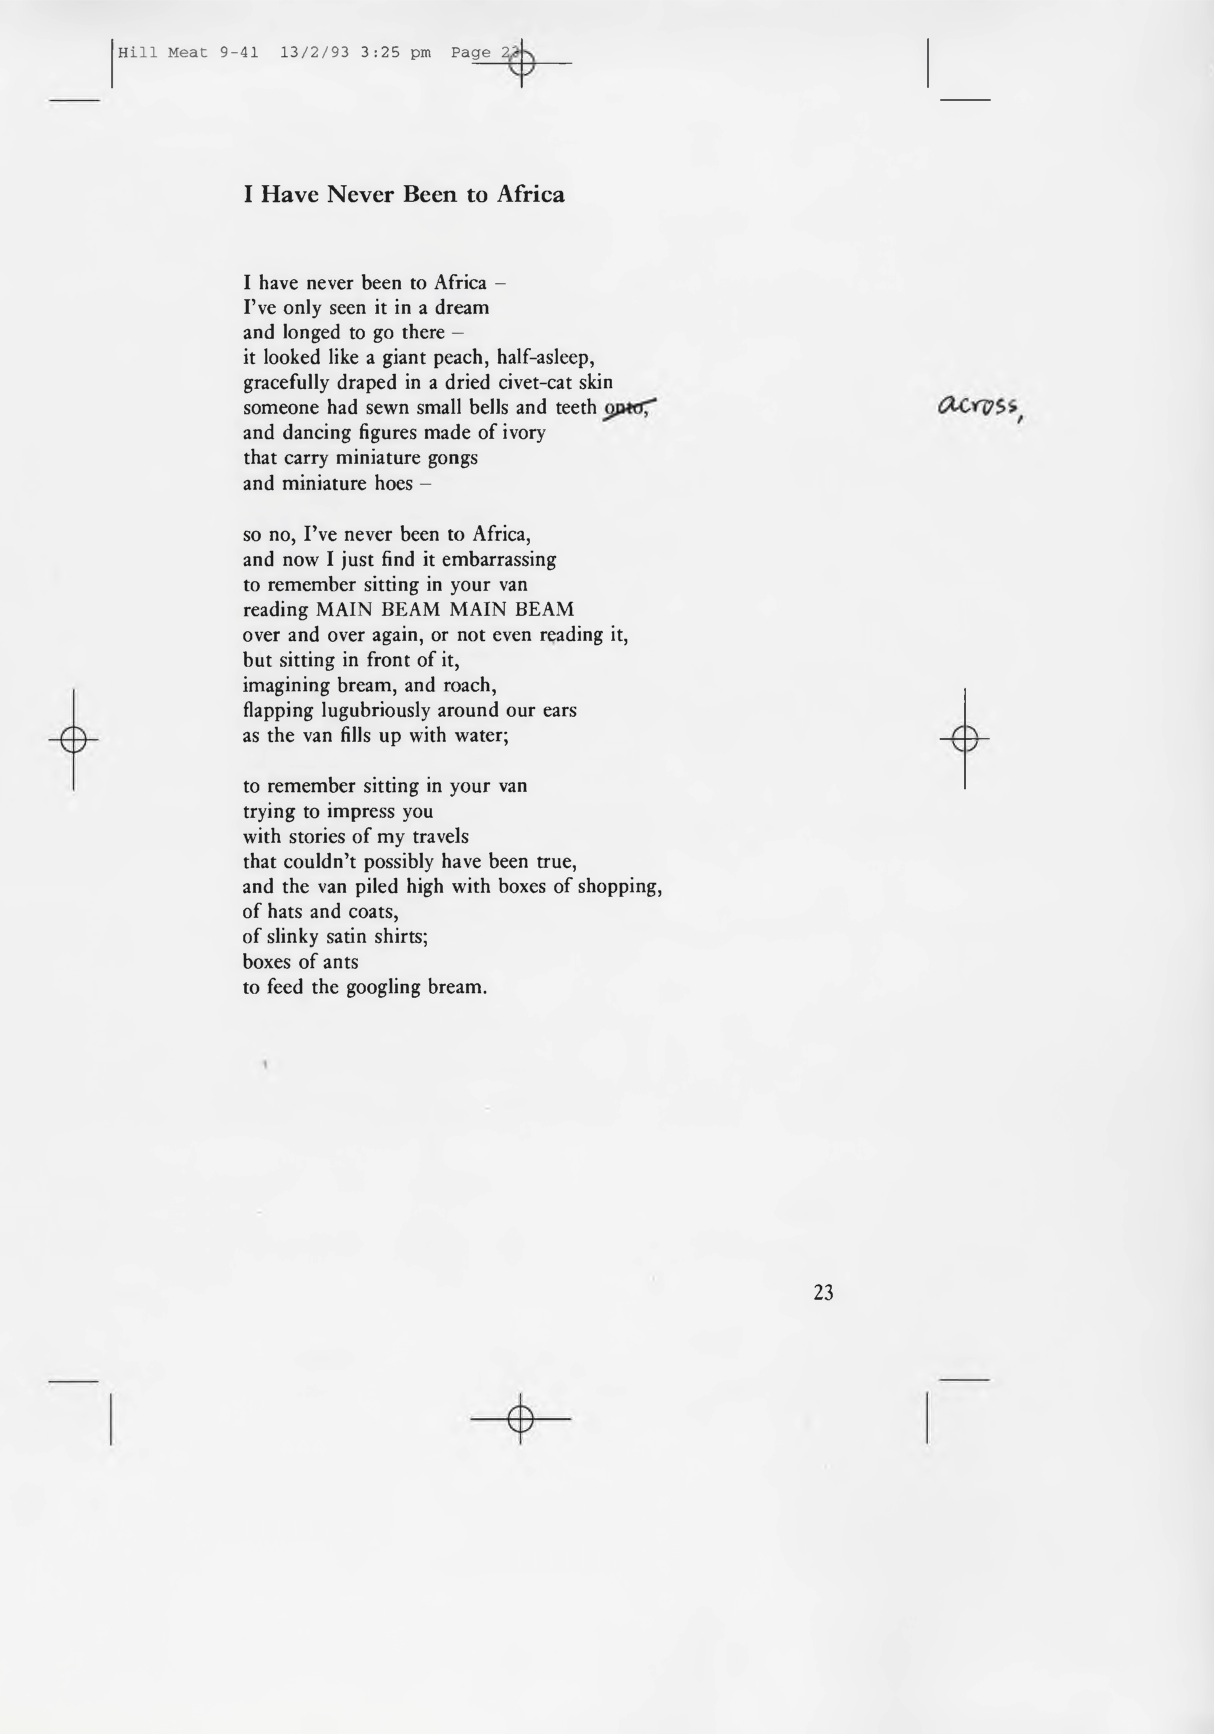 Hill Meat 9-41 13/2/93 3:25 pm Page 23
I Have Never Been to Africa
I have never been to Africa –
I've only seen it in a dream
and longed to go there –
it looked like a giant peach, half-asleep,
gracefully draped in a dried civet-cat skin
someone had sewn small bells and teeth onto, across,
and dancing figures made of ivory
that carry miniature gongs
and miniature hoes –
so no, I've never been to Africa,
and now I just find it embarrassing
to remember sitting in your van
reading MAIN BEAM MAIN BEAM
over and over again, or not even reading it,
but sitting in front of it,
imagining bream, and roach,
flapping lugubriously around our ears
as the van fills up with water;
to remember sitting in your van
trying to impress you
with stories of my travels
that couldn't possibly have been true,
and the van piled high with boxes of shopping,
of hats and coats,
of slinky satin shirts;
boxes of ants
to feed the googling bream.
23